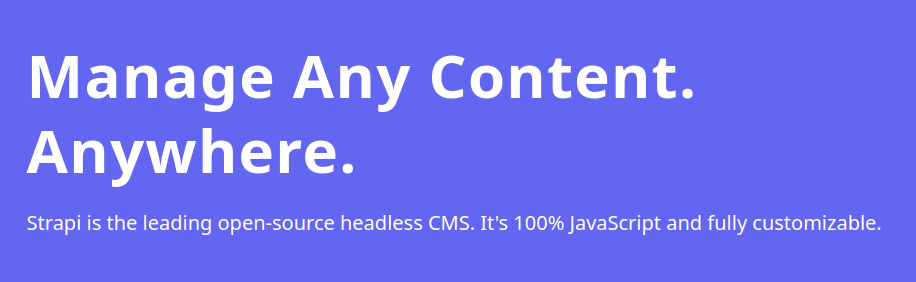 Manage Any Content.
Anywhere.
Strapi is the leading open-source headless CMS. It's 100% JavaScript and fully customizable.